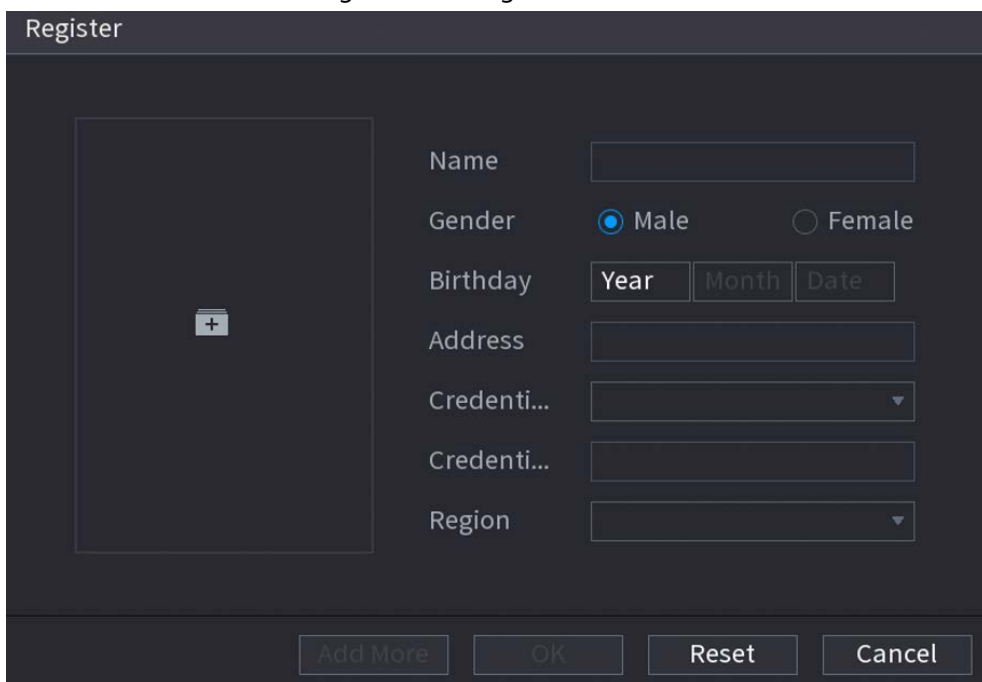 Register
Name
Gender Male Female
Birthday Year Month Date
Address
Credenti...
Credenti...
Region
Add More OK Reset Cancel